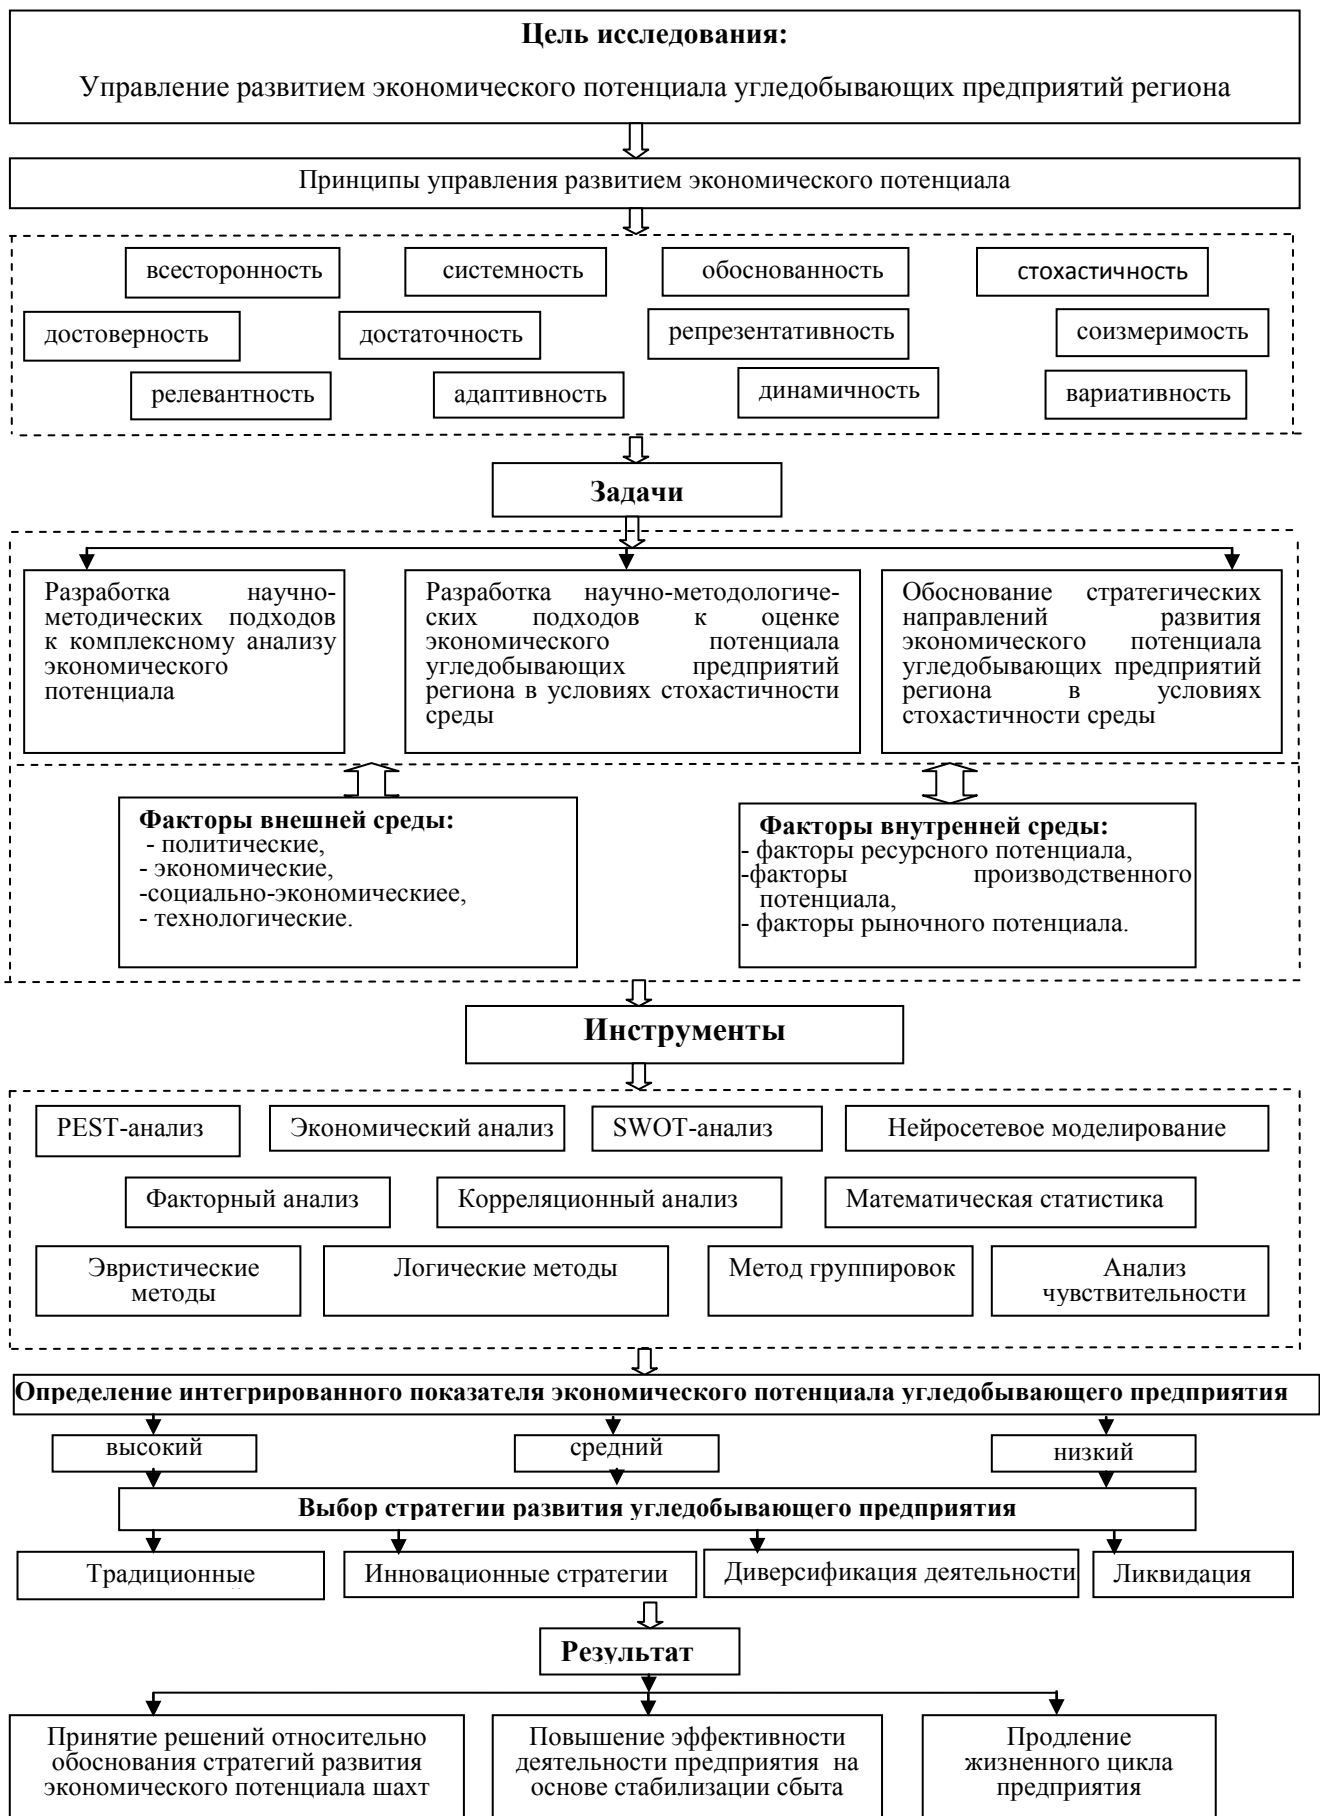 Цель исследования:
Управление развитием экономического потенциала угледобывающих предприятий региона
Принципы управления развитием экономического потенциала
всесторонность
системность
обоснованность
стохастичность
достоверность
достаточность
репрезентативность
соизмеримость
релевантность
адаптивность
динамичность
вариативность
Задачи
Разработка научно-
методических подходов
к комплексному анализу
экономического
потенциала
Разработка научно-методологиче-
ских подходов к оценке
экономического потенциала
угледобывающих предприятий
региона в условиях стохастичности
среды
Обоснование стратегических
направлений развития
экономического потенциала
угледобывающих предприятий
региона в условиях
стохастичности среды
Факторы внешней среды:
- политические,
- экономические,
-социально-экономическиее,
- технологические.
Факторы внутренней среды:
- факторы ресурсного потенциала,
-факторы производственного
потенциала,
- факторы рыночного потенциала.
Инструменты
PEST-анализ
Экономический анализ
SWOT-анализ
Нейросетевое моделирование
Факторный анализ
Корреляционный анализ
Математическая статистика
Эвристические
методы
Логические методы
Метод группировок
Анализ
чувствительности
Определение интегрированного показателя экономического потенциала угледобывающего предприятия
высокий
средний
низкий
Выбор стратегии развития угледобывающего предприятия
Традиционные
Инновационные стратегии
Диверсификация деятельности
Ликвидация
Результат
Принятие решений относительно
обоснования стратегий развития
экономического потенциала шахт
Повышение эффективности
деятельности предприятия на
основе стабилизации сбыта
Продление
жизненного цикла
предприятия